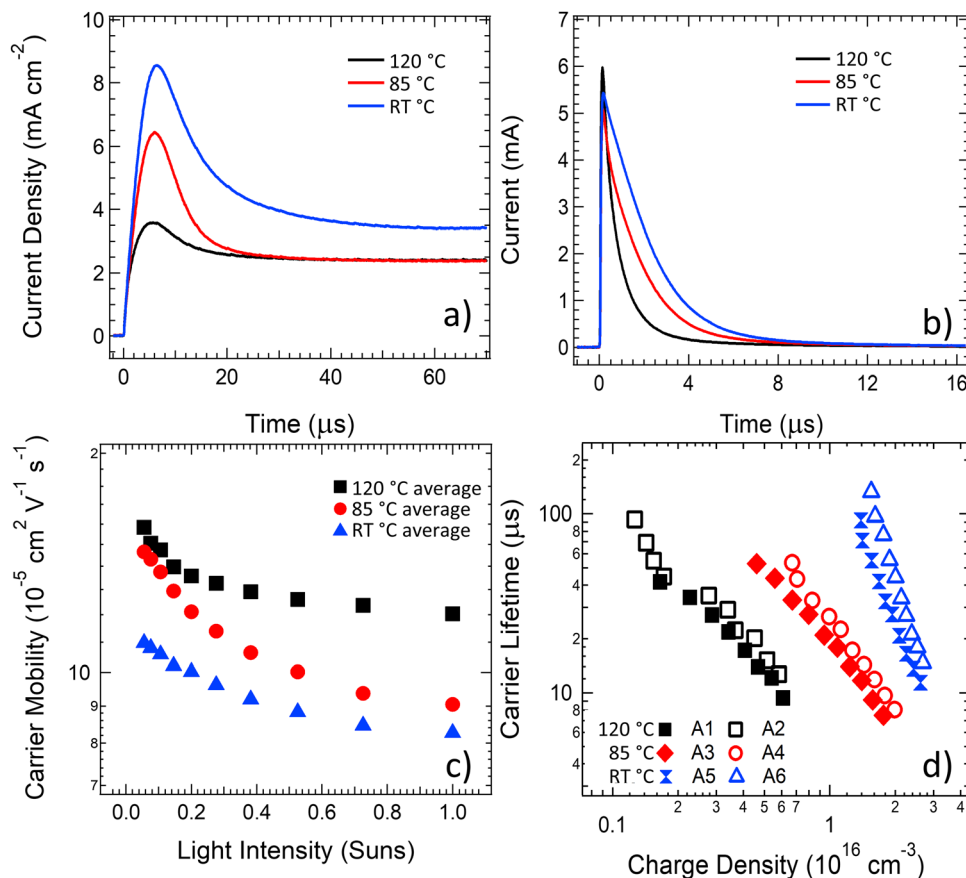 10
8
6
4
2
0
Current Density (mA cm-2)
120 °C
85 °C
RT °C
a)
0
20
40
60
Time (μs)
6
5
4
3
2
1
0
Current (mA)
120 °C
85 °C
RT °C
b)
0
4
8
12
16
Time (μs)
2
10
9
8
7
Carrier Mobility (10-5 cm2 V-1 s-1)
120 °C average
85 °C average
RT °C average
c)
0.0
0.2
0.4
0.6
0.8
1.0
Light Intensity (Suns)
2
100
8
6
4
2
10
8
6
4
Carrier Lifetime (μs)
120 °C A1 A2
85 °C A3 A4
RT °C A5 A6
d)
2 3 4 5 6 7 2 3 4
0.1 1
Charge Density (1016 cm-3)